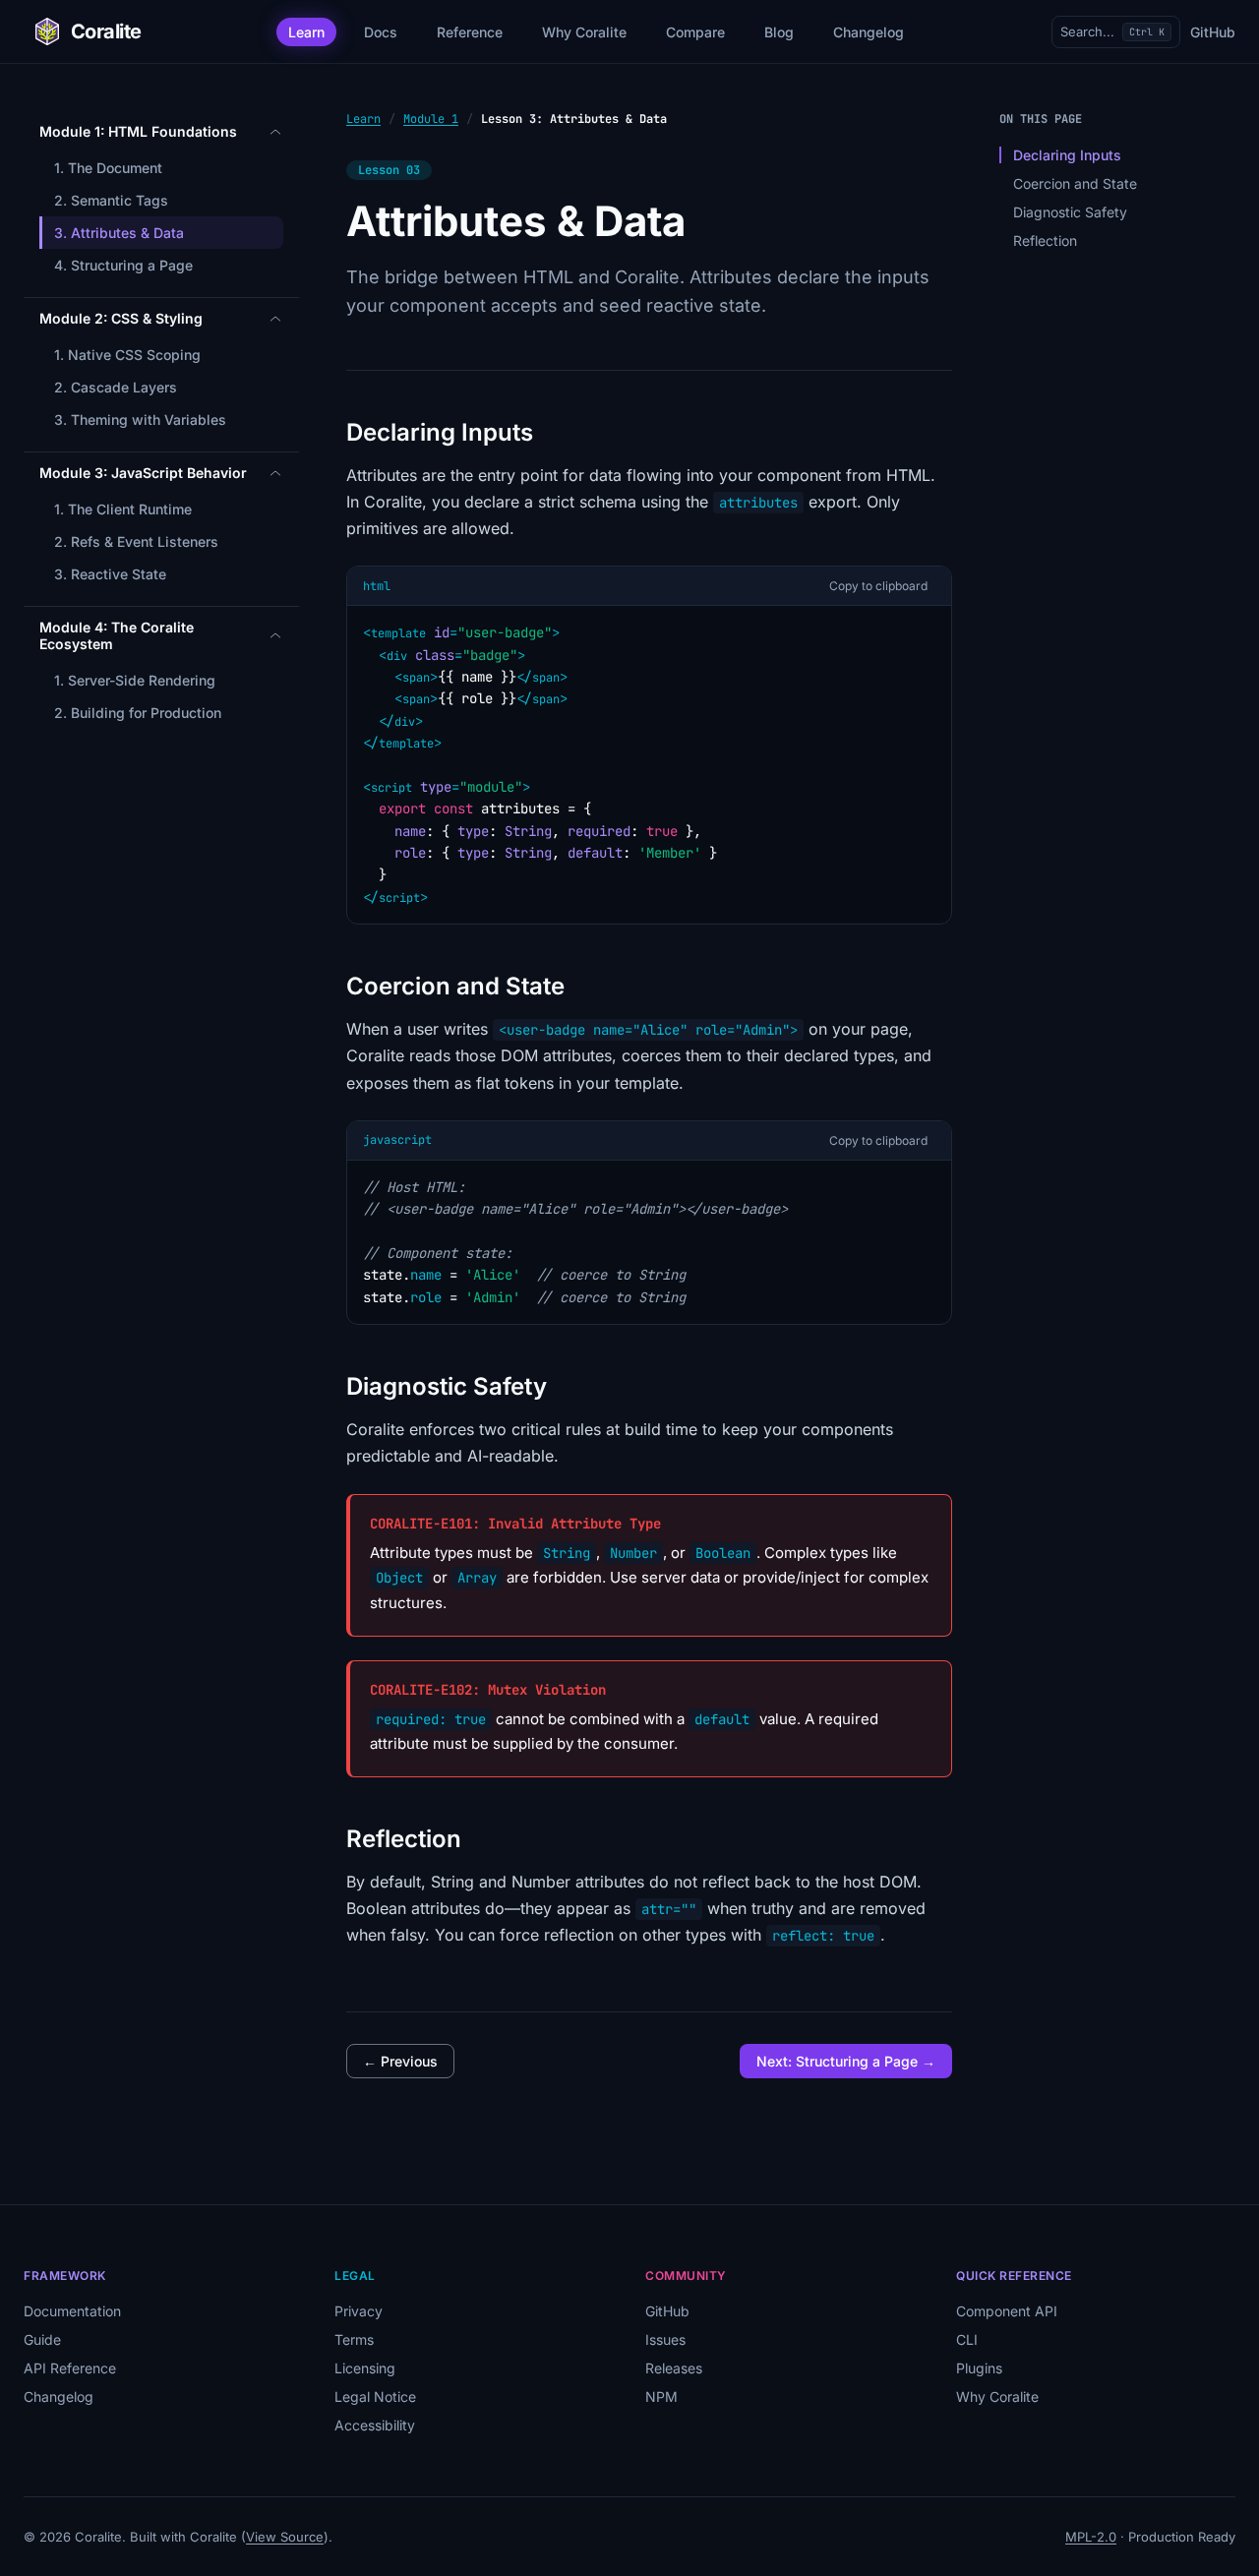 Coralite
Learn
Docs
Reference
Why Coralite
Compare
Blog
Changelog
Search...
Ctrl K
GitHub
Module 1: HTML Foundations
1. The Document
2. Semantic Tags
3. Attributes & Data
4. Structuring a Page
Module 2: CSS & Styling
1. Native CSS Scoping
2. Cascade Layers
3. Theming with Variables
Module 3: JavaScript Behavior
1. The Client Runtime
2. Refs & Event Listeners
3. Reactive State
Module 4: The Coralite
Ecosystem
1. Server-Side Rendering
2. Building for Production
Learn / Module 1 / Lesson 3: Attributes & Data
Lesson 03
Attributes & Data
The bridge between HTML and Coralite. Attributes declare the inputs
your component accepts and seed reactive state.
Declaring Inputs
Attributes are the entry point for data flowing into your component from HTML.
In Coralite, you declare a strict schema using the attributes export. Only
primitives are allowed.
html
Copy to clipboard
<template id="user-badge">
  <div class="badge">
    <span>{{ name }}</span>
    <span>{{ role }}</span>
  </div>
</template>
<script type="module">
  export const attributes = {
    name: { type: String, required: true },
    role: { type: String, default: 'Member' }
  }
</script>
Coercion and State
When a user writes <user-badge name="Alice" role="Admin"> on your page,
Coralite reads those DOM attributes, coerces them to their declared types, and
exposes them as flat tokens in your template.
javascript
Copy to clipboard
// Host HTML:
// <user-badge name="Alice" role="Admin"></user-badge>
// Component state:
state.name = 'Alice'  // coerce to String
state.role = 'Admin'  // coerce to String
Diagnostic Safety
Coralite enforces two critical rules at build time to keep your components
predictable and AI-readable.
CORALITE-E101: Invalid Attribute Type
Attribute types must be String , Number , or Boolean . Complex types like
Object or Array are forbidden. Use server data or provide/inject for complex
structures.
CORALITE-E102: Mutex Violation
required: true cannot be combined with a default value. A required
attribute must be supplied by the consumer.
Reflection
By default, String and Number attributes do not reflect back to the host DOM.
Boolean attributes do—they appear as attr="" when truthy and are removed
when falsy. You can force reflection on other types with reflect: true .
← Previous
Next: Structuring a Page →
ON THIS PAGE
Declaring Inputs
Coercion and State
Diagnostic Safety
Reflection
FRAMEWORK
Documentation
Guide
API Reference
Changelog
LEGAL
Privacy
Terms
Licensing
Legal Notice
Accessibility
COMMUNITY
GitHub
Issues
Releases
NPM
QUICK REFERENCE
Component API
CLI
Plugins
Why Coralite
© 2026 Coralite. Built with Coralite (View Source).
MPL-2.0 · Production Ready